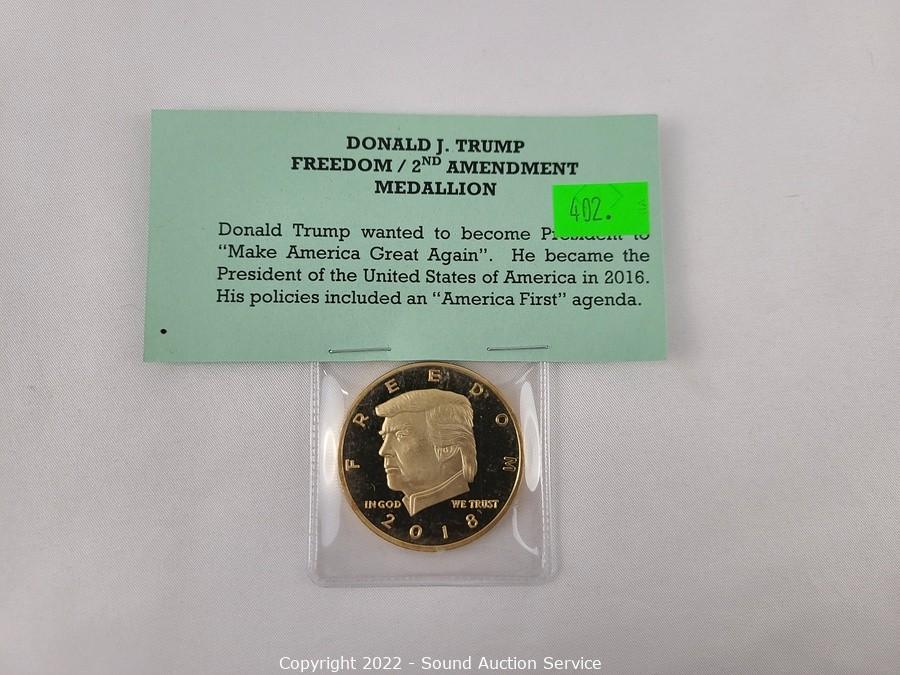 DONALD J. TRUMP
FREEDOM / 2ND AMENDMENT
MEDALLION
402.
Donald Trump wanted to become President to
“Make America Great Again”. He became the
President of the United States of America in 2016.
His policies included an “America First” agenda.
FREEDOM
IN GOD WE TRUST
2018
Copyright 2022 - Sound Auction Service